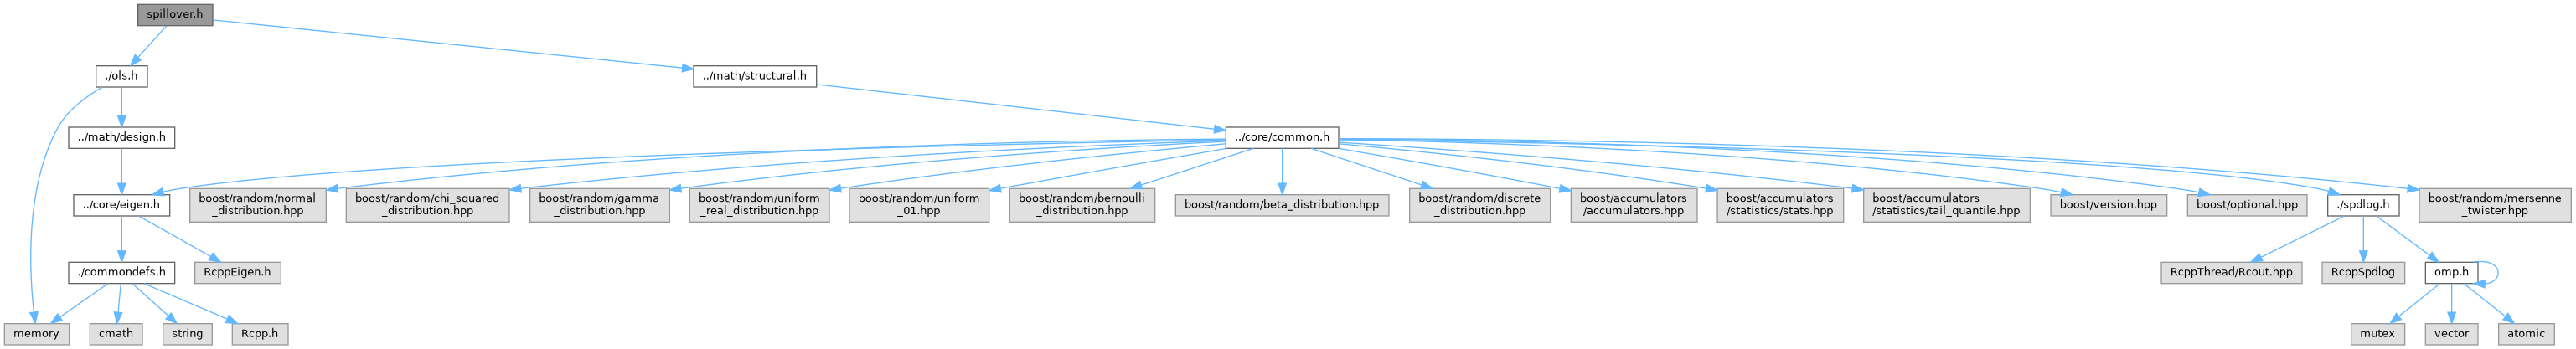 spillover.h
./ols.h
../math/structural.h
../math/design.h
../core/common.h
../core/eigen.h
boost/random/normal
_distribution.hpp
boost/random/chi_squared
_distribution.hpp
boost/random/gamma
_distribution.hpp
boost/random/uniform
_real_distribution.hpp
boost/random/uniform
_01.hpp
boost/random/bernoulli
_distribution.hpp
boost/random/beta_distribution.hpp
boost/random/discrete
_distribution.hpp
boost/accumulators
/accumulators.hpp
boost/accumulators
/statistics/stats.hpp
boost/accumulators
/statistics/tail_quantile.hpp
boost/version.hpp
boost/optional.hpp
./spdlog.h
boost/random/mersenne
_twister.hpp
./commondefs.h
RcppEigen.h
RcppThread/Rcout.hpp
RcppSpdlog
omp.h
memory
cmath
string
Rcpp.h
mutex
vector
atomic